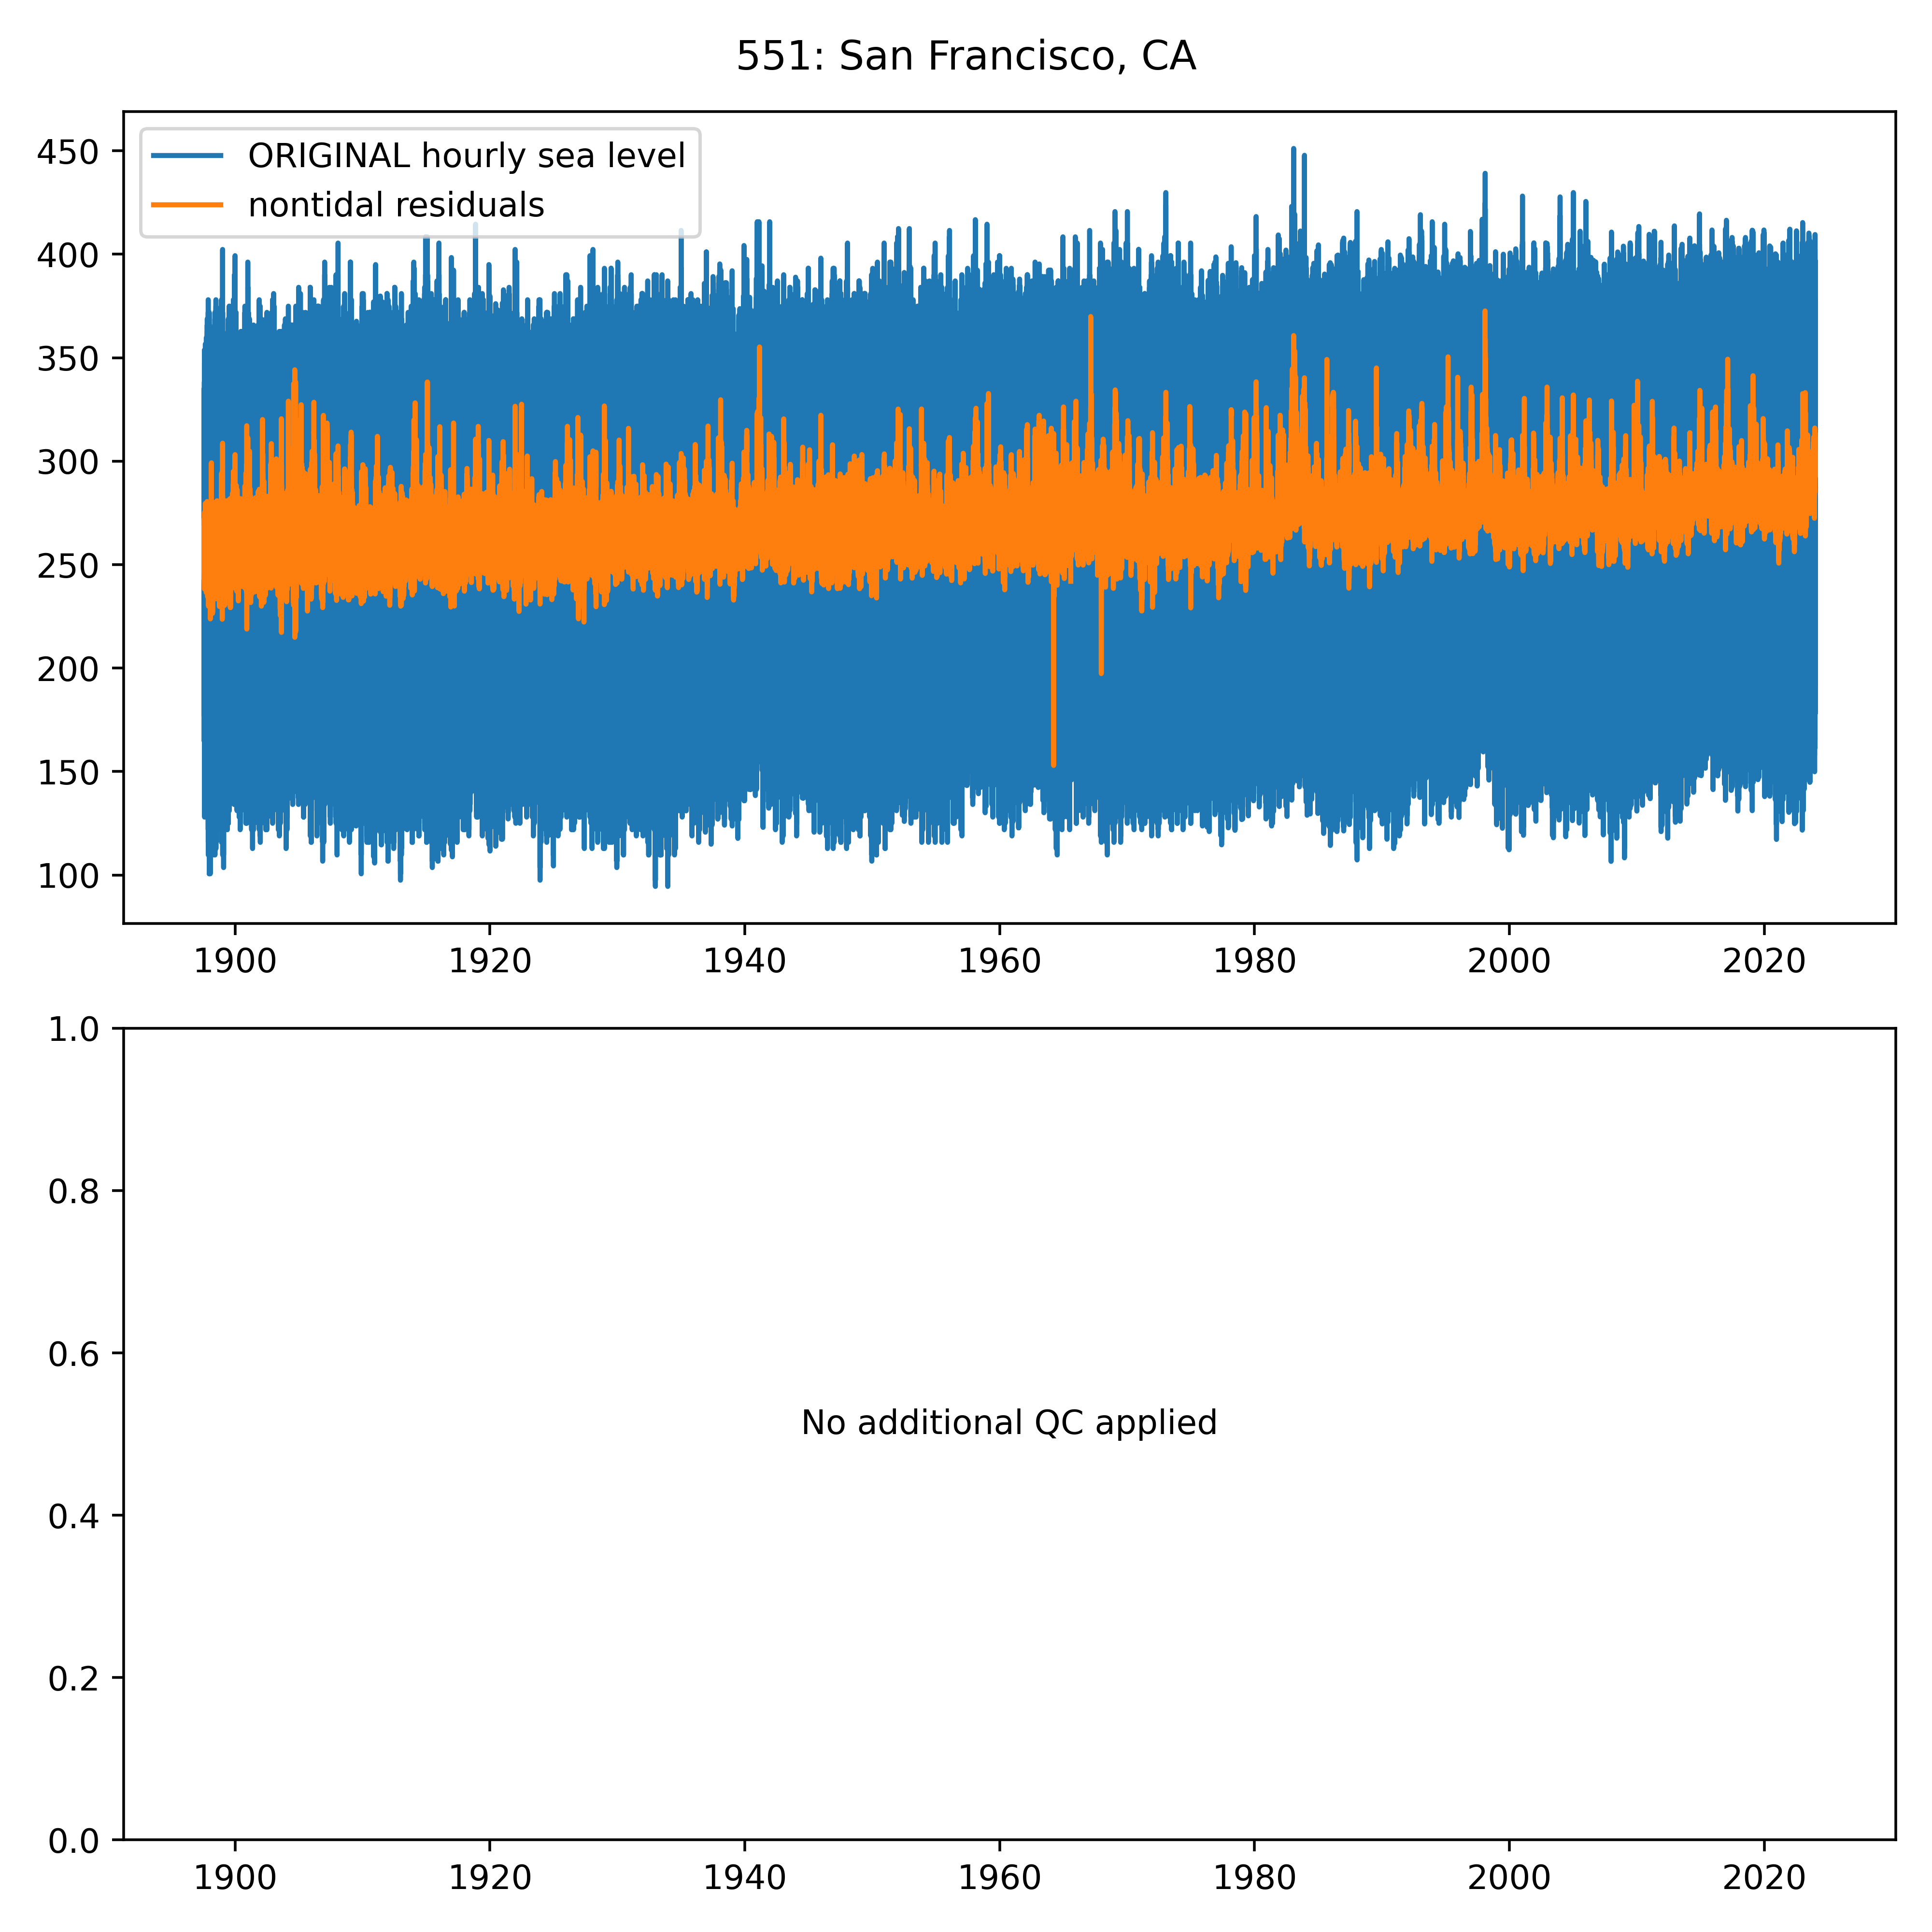 551: San Francisco, CA
ORIGINAL hourly sea level
nontidal residuals
450
400
350
300
250
200
150
100
1900 1920 1940 1960 1980 2000 2020
1.0
0.8
0.6
0.4
0.2
0.0
No additional QC applied
1900 1920 1940 1960 1980 2000 2020